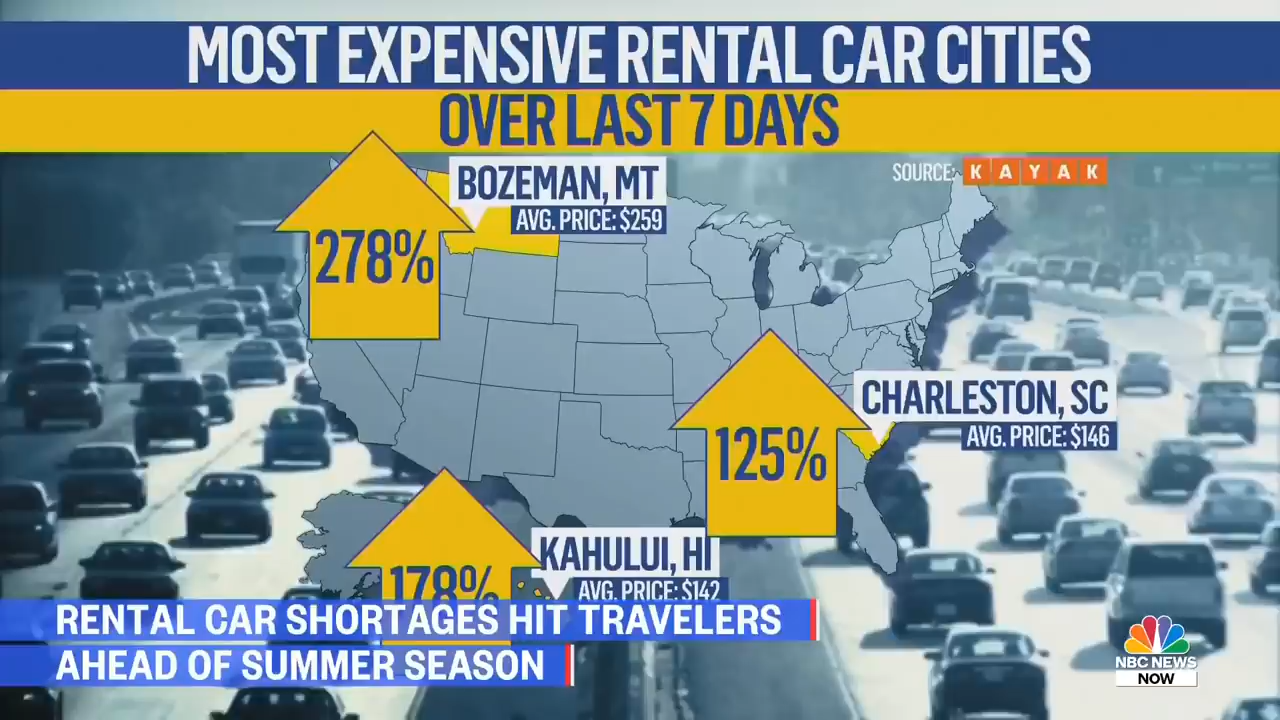 MOST EXPENSIVE RENTAL CAR CITIES
OVER LAST 7 DAYS
SOURCE: KAYAK
BOZEMAN, MT
AVG. PRICE: $259
278%
CHARLESTON, SC
AVG. PRICE: $146
125%
KAHULUI, HI
AVG. PRICE: $142
178%
RENTAL CAR SHORTAGES HIT TRAVELERS
AHEAD OF SUMMER SEASON
NBC NEWS
NOW